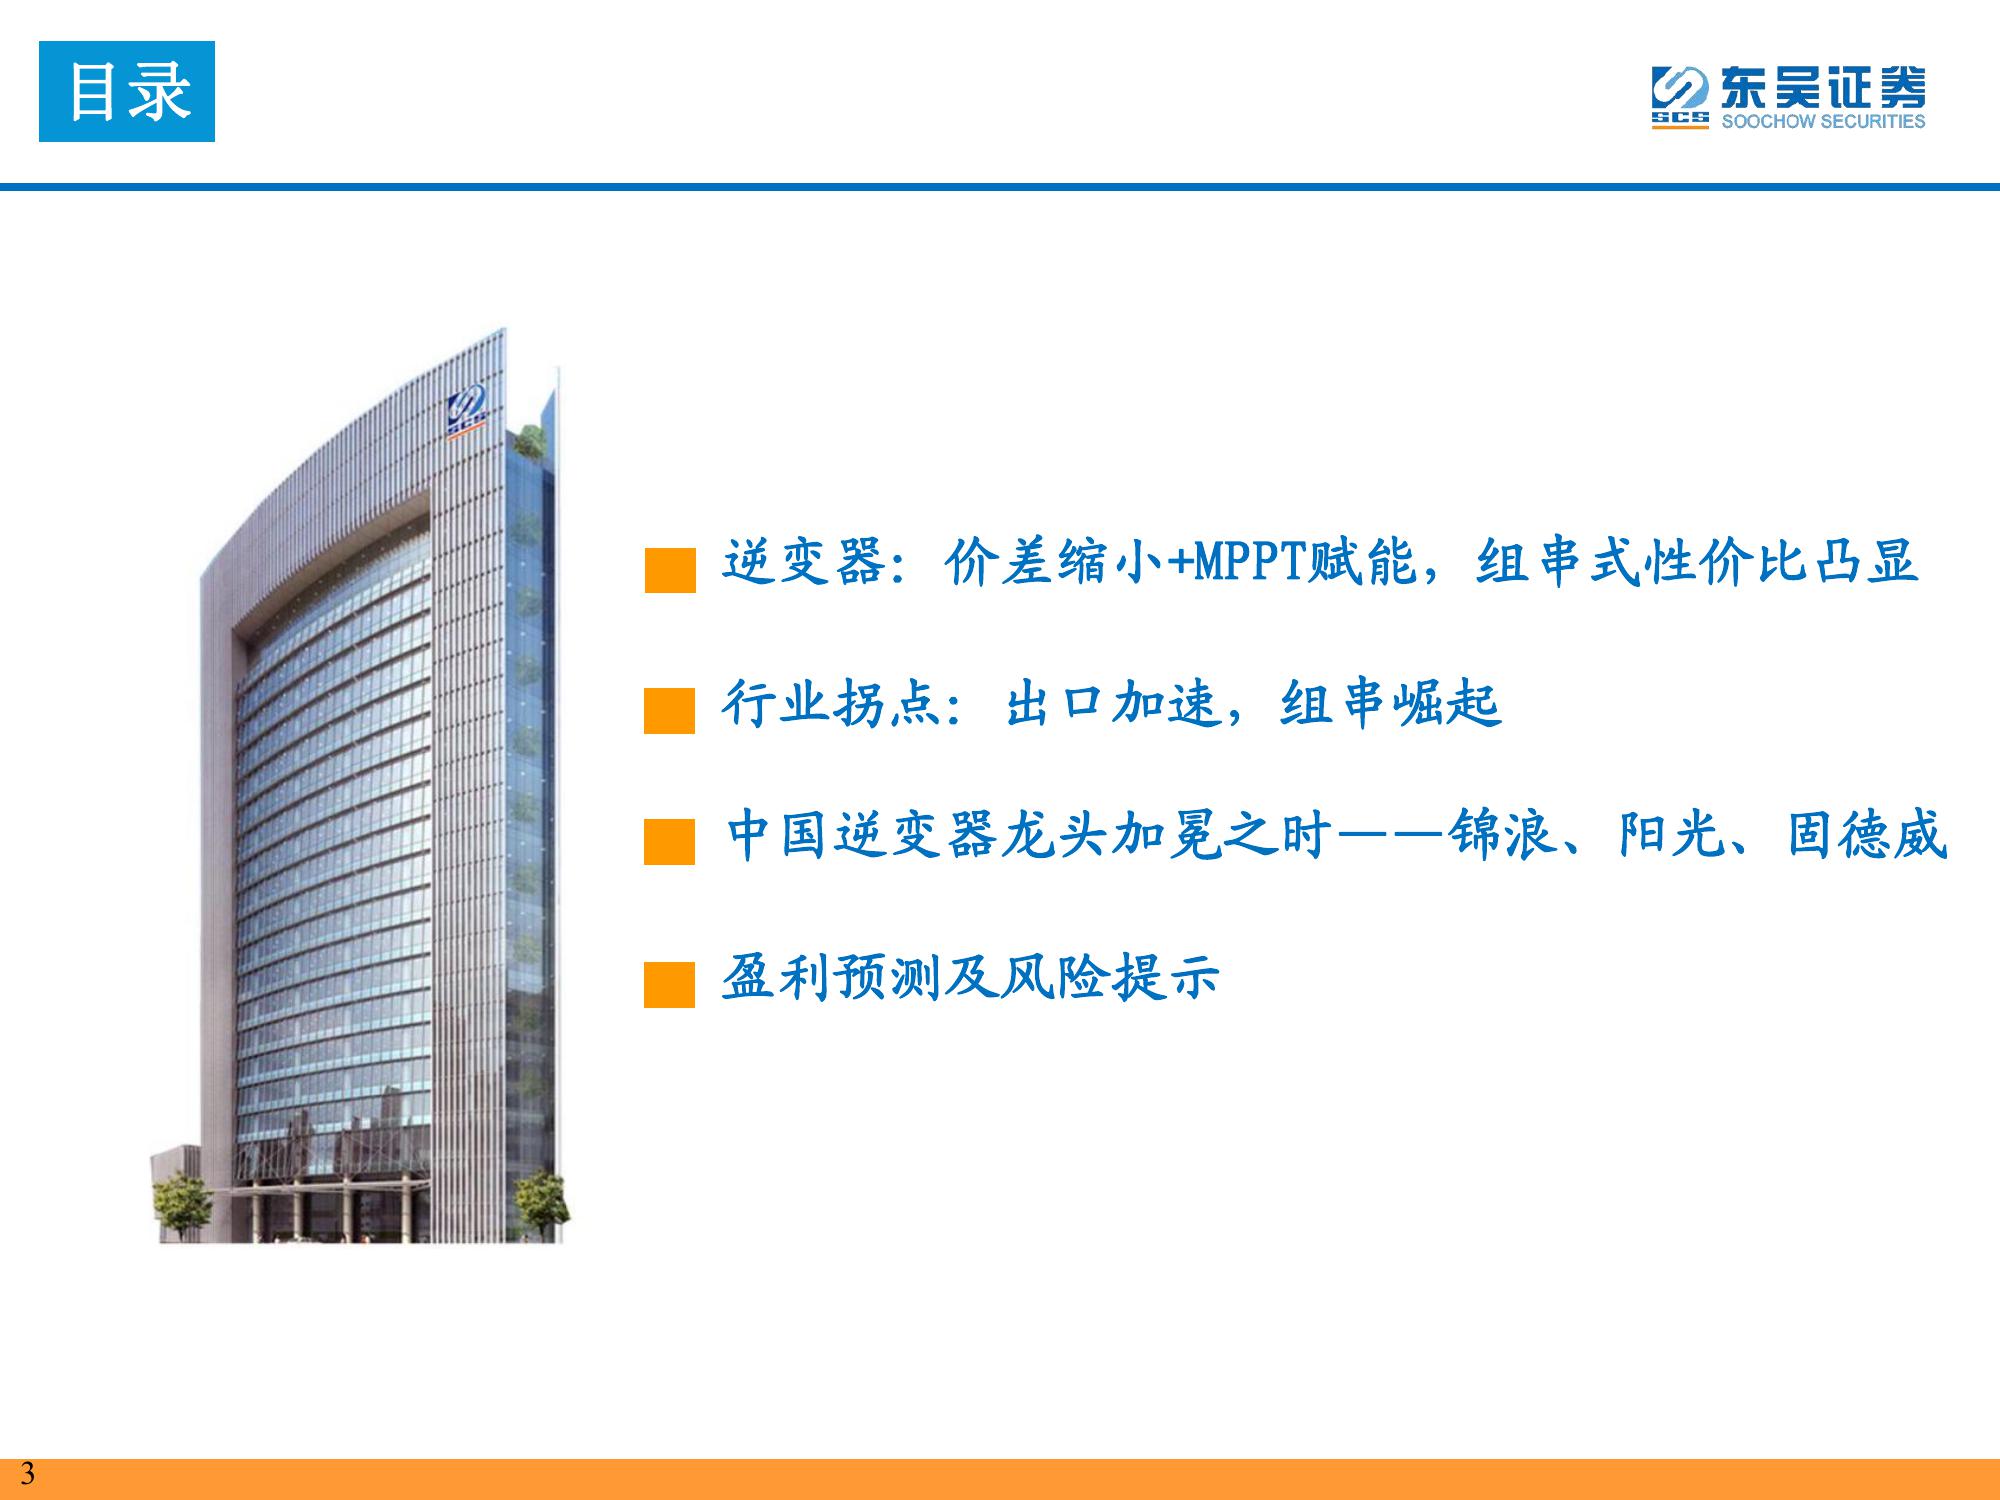 目录
东吴证券
SCS
SOOCHOW SECURITIES
SCS
逆变器：价差缩小+MPPT赋能，组串式性价比凸显
行业拐点：出口加速，组串崛起
中国逆变器龙头加冕之时——锦浪、阳光、固德威
盈利预测及风险提示
3